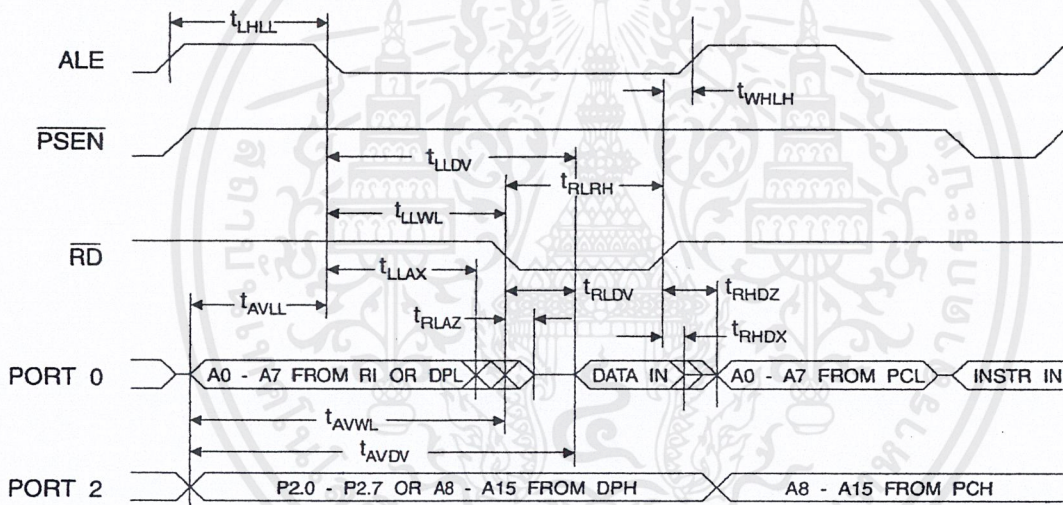 tLHLL
ALE
tWHLH
PSEN
tLLDV
tRLRH
tLLWL
RD
tLLAX
tRLDV
tRHDZ
tAVLL
tRLAZ
tRHDX
PORT 0
A0 - A7 FROM RI OR DPL
DATA IN
A0 - A7 FROM PCL
INSTR IN
tAVWL
tAVDV
PORT 2
P2.0 - P2.7 OR A8 - A15 FROM DPH
A8 - A15 FROM PCH